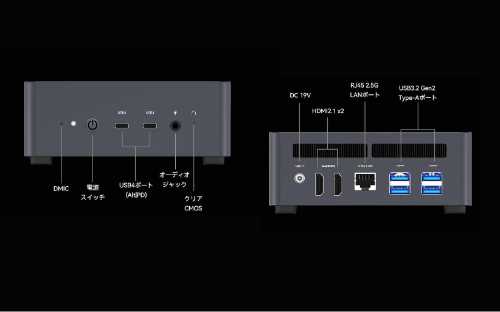 DMIC
電源
スイッチ
USB4ポート
オーディオ
ジャック
クリア
CMOS
DC 19V
HDMI2.1 x2
RJ45 2.5G
LANポート
USB3.2 Gen2
Type-Aポート